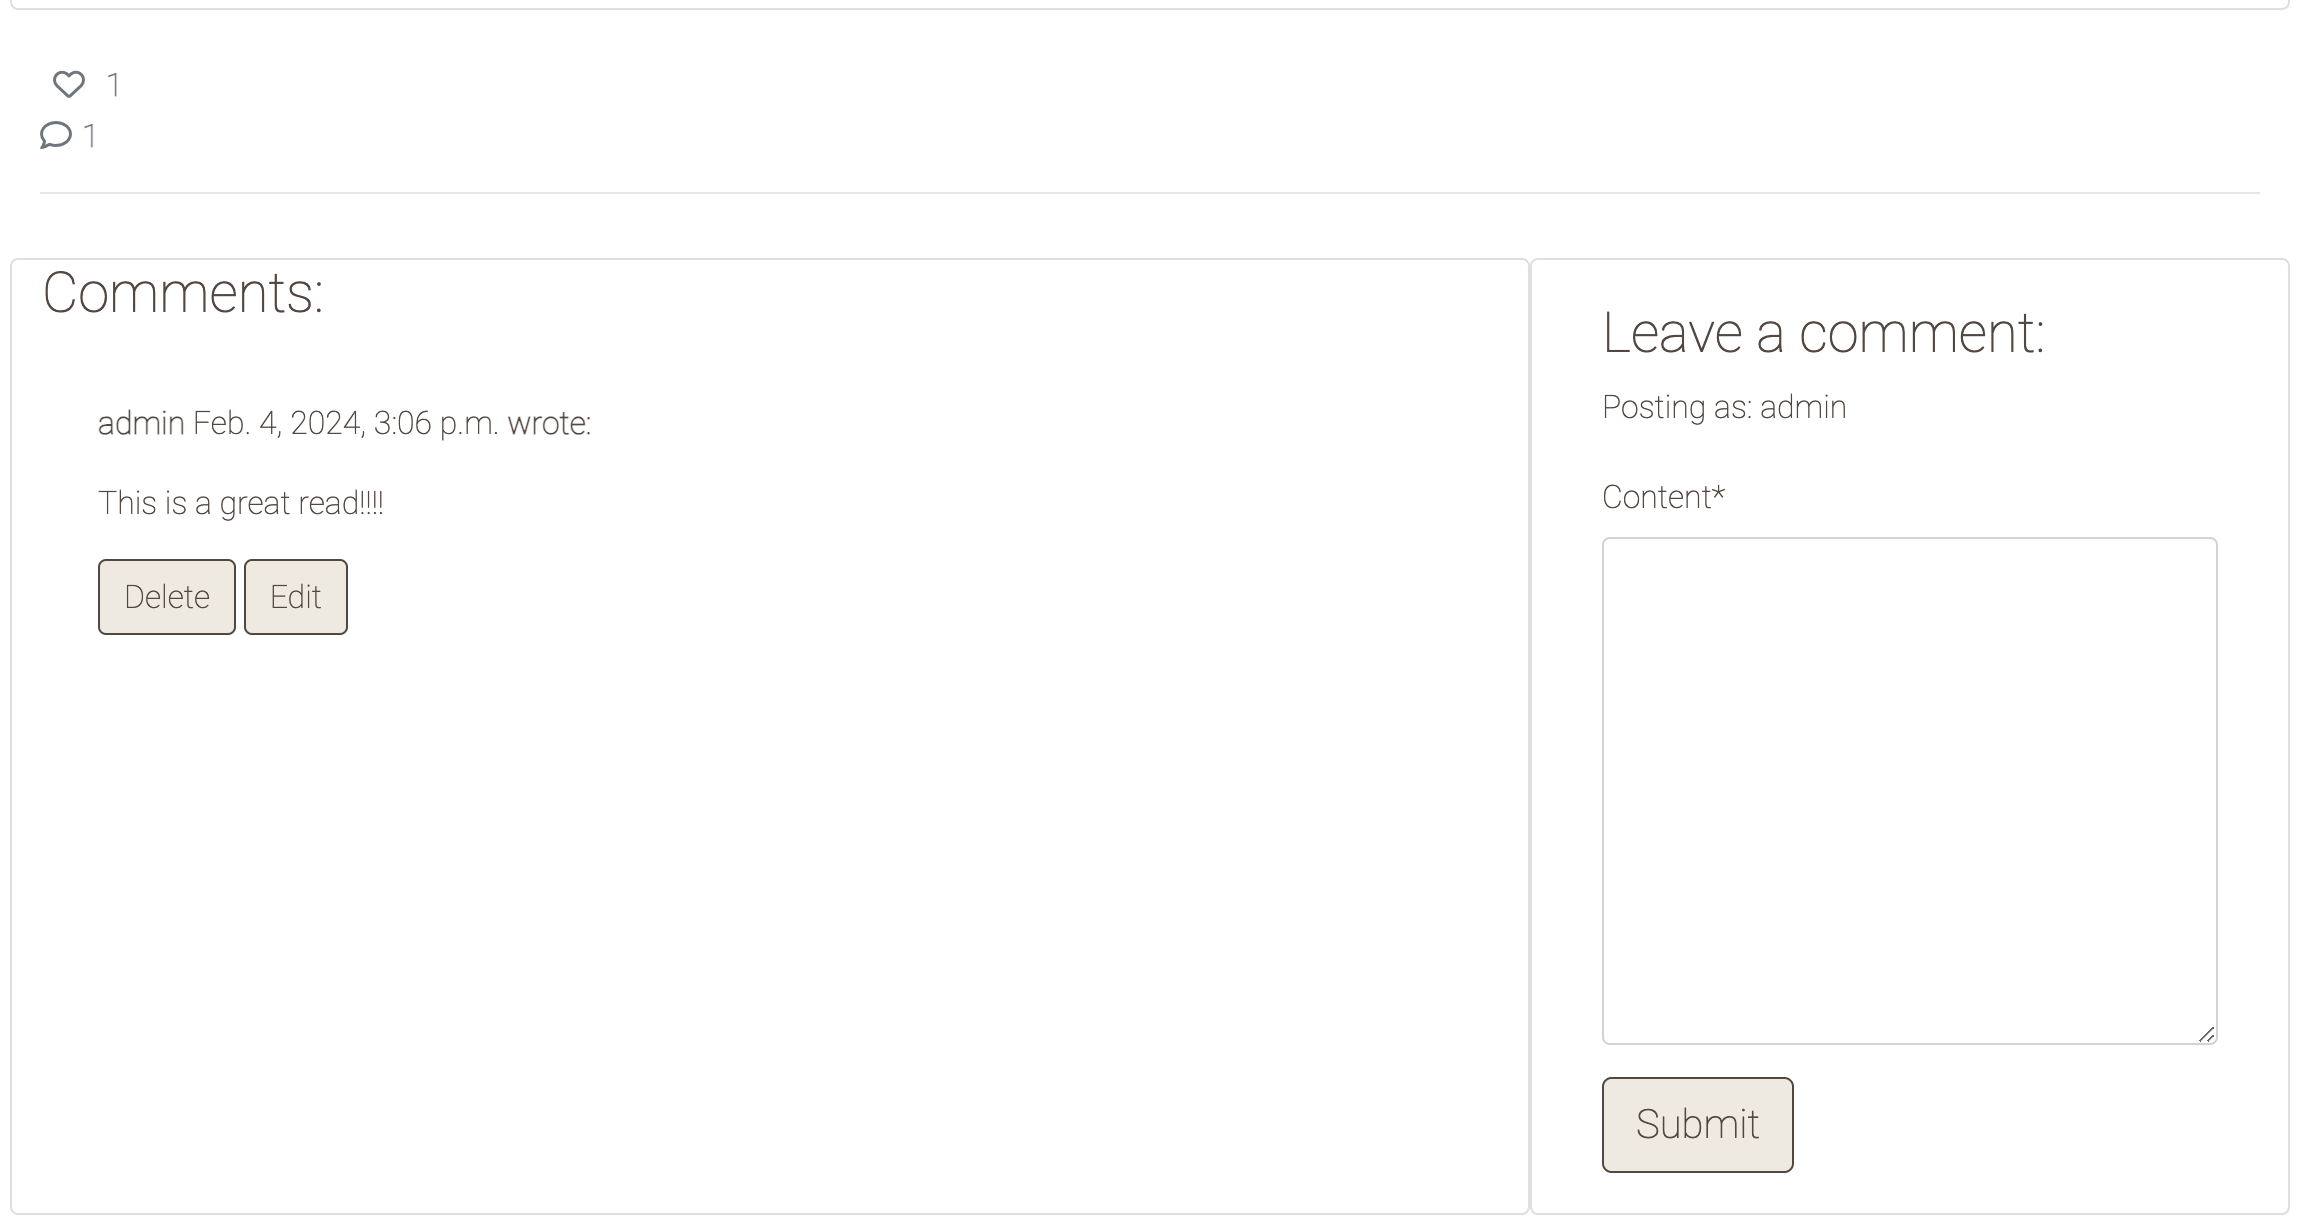 1
1
Comments:
admin Feb. 4, 2024, 3:06 p.m. wrote:
This is a great read!!!!
Delete Edit
Leave a comment:
Posting as: admin
Content*
Submit